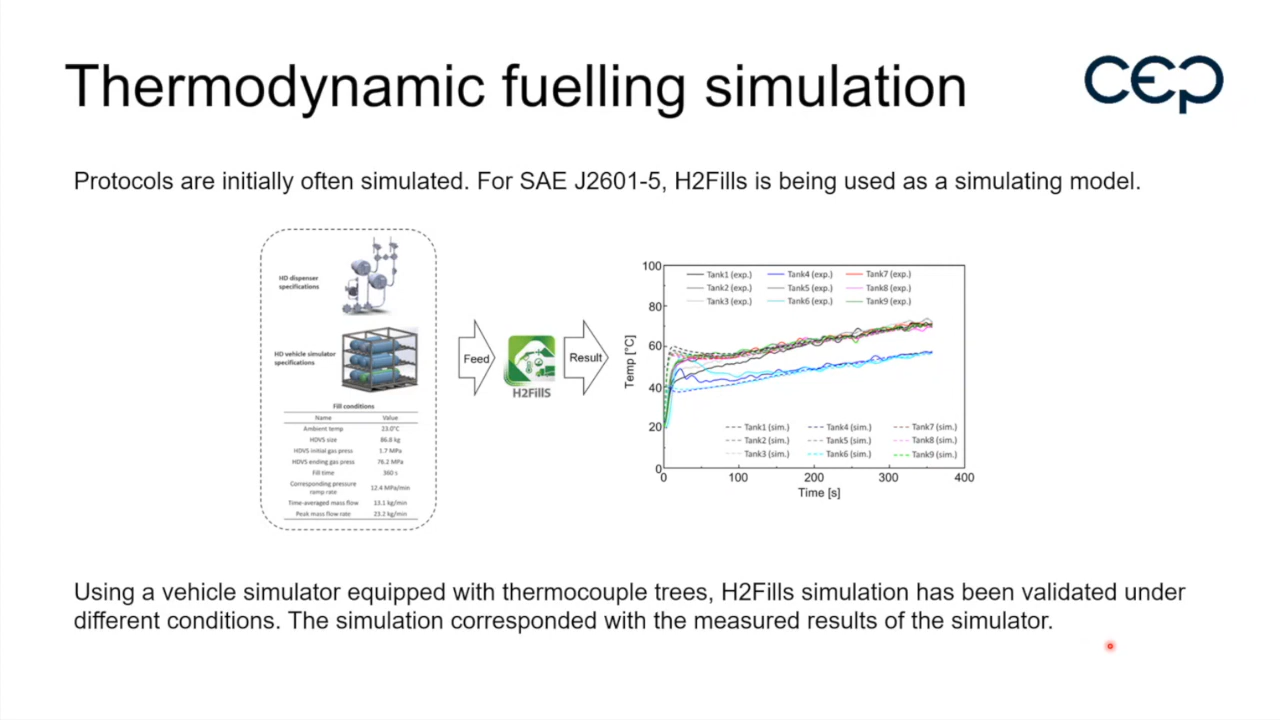 Thermodynamic fuelling simulation
cep
Protocols are initially often simulated. For SAE J2601-5, H2Fills is being used as a simulating model.
HD dispenser
specifications
HD vehicle simulator
specifications
Fill conditions
Name Value
Ambient temp 23.0°C
HDVS size 86.8 kg
HDVS initial gas press 1.7 MPa
HDVS ending gas press 76.2 MPa
Fill time 360 s
Corresponding pressure
ramp rate 12.4 MPa/min
Time-averaged mass flow 13.1 kg/min
Peak mass flow rate 23.2 kg/min
Feed
H2FillS
Result
Temp [°C]
100
80
60
40
20
0
Tank1 (exp.) Tank4 (exp.) Tank7 (exp.)
Tank2 (exp.) Tank5 (exp.) Tank8 (exp.)
Tank3 (exp.) Tank6 (exp.) Tank9 (exp.)
Tank1 (sim.) Tank4 (sim.) Tank7 (sim.)
Tank2 (sim.) Tank5 (sim.) Tank8 (sim.)
Tank3 (sim.) Tank6 (sim.) Tank9 (sim.)
0 100 200 300 400
Time [s]
Using a vehicle simulator equipped with thermocouple trees, H2Fills simulation has been validated under
different conditions. The simulation corresponded with the measured results of the simulator.